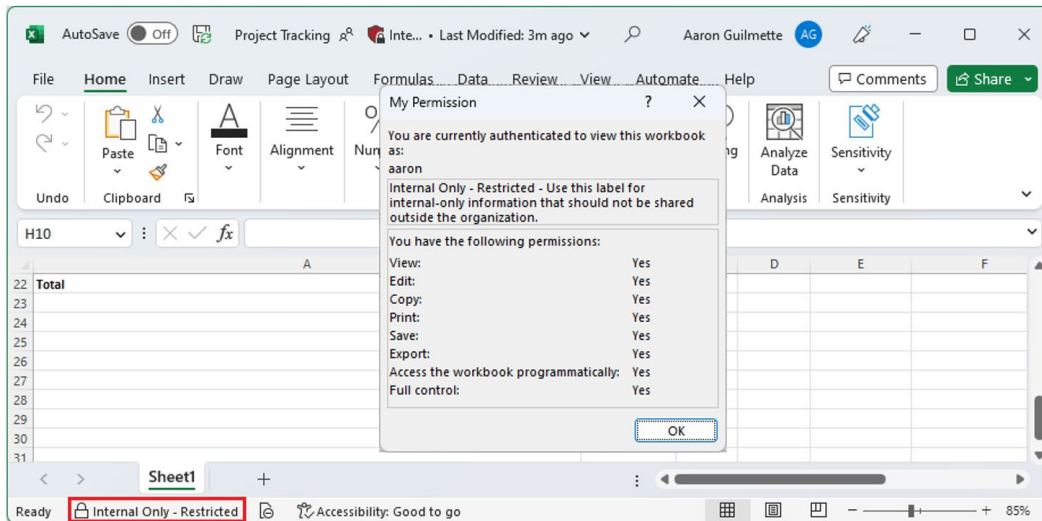 AutoSave Off Project Tracking Inte... • Last Modified: 3m ago Aaron Guilmette AG
File Home Insert Draw Page Layout Formulas Data Review View Automate Help Comments Share
Paste
Font
Alignment
Num
ng
Analyze
Data
Sensitivity
Undo Clipboard Analysis Sensitivity
H10 fx
My Permission ? ×
You are currently authenticated to view this workbook
as:
aaron
Internal Only - Restricted - Use this label for
internal-only information that should not be shared
outside the organization.
You have the following permissions:
View: Yes
Edit: Yes
Copy: Yes
Print: Yes
Save: Yes
Export: Yes
Access the workbook programmatically: Yes
Full control: Yes
OK
A D E F
22 Total
23
24
25
26
27
28
29
30
31
Sheet1 +
Ready Internal Only - Restricted Accessibility: Good to go 85%